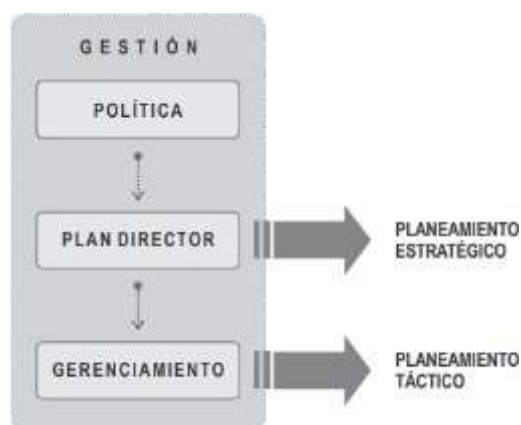 GESTIÓN
POLÍTICA
PLAN DIRECTOR
PLANEAMIENTO
ESTRATÉGICO
GERENCIAMIENTO
PLANEAMIENTO
TÁCTICO